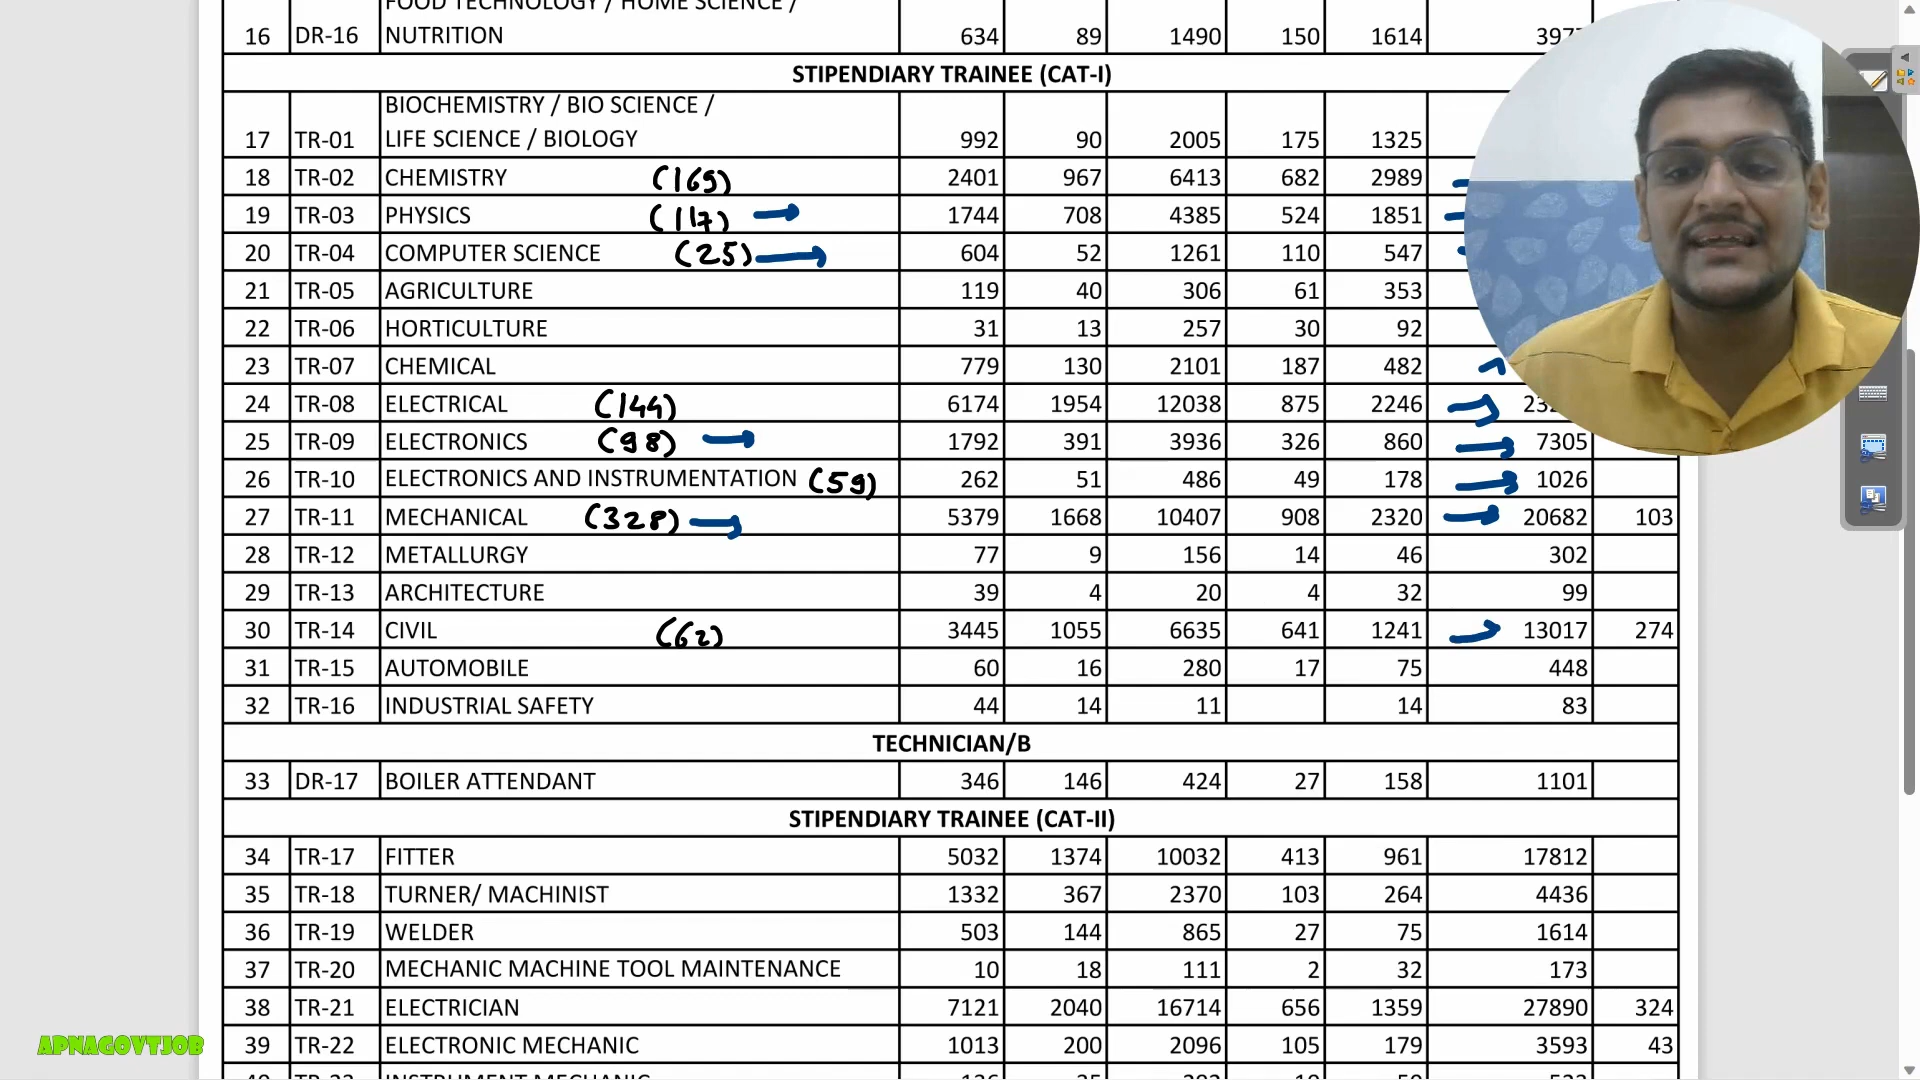 FOOD TECHNOLOGY / HOME SCIENCE /
16 DR-16 NUTRITION 634 89 1490 150 1614
STIPENDIARY TRAINEE (CAT-I)
BIOCHEMISTRY / BIO SCIENCE /
17 TR-01 LIFE SCIENCE / BIOLOGY 992 90 2005 175 1325
18 TR-02 CHEMISTRY (169) 2401 967 6413 682 2989
19 TR-03 PHYSICS (117) 1744 708 4385 524 1851
20 TR-04 COMPUTER SCIENCE (25) 604 52 1261 110 547
21 TR-05 AGRICULTURE 119 40 306 61 353
22 TR-06 HORTICULTURE 31 13 257 30 92
23 TR-07 CHEMICAL 779 130 2101 187 482
24 TR-08 ELECTRICAL (144) 6174 1954 12038 875 2246
25 TR-09 ELECTRONICS (98) 1792 391 3936 326 860 7305
26 TR-10 ELECTRONICS AND INSTRUMENTATION (59) 262 51 486 49 178 1026
27 TR-11 MECHANICAL (328) 5379 1668 10407 908 2320 20682 103
28 TR-12 METALLURGY 77 9 156 14 46 302
29 TR-13 ARCHITECTURE 39 4 20 4 32 99
30 TR-14 CIVIL (62) 3445 1055 6635 641 1241 13017 274
31 TR-15 AUTOMOBILE 60 16 280 17 75 448
32 TR-16 INDUSTRIAL SAFETY 44 14 11 14 83
TECHNICIAN/B
33 DR-17 BOILER ATTENDANT 346 146 424 27 158 1101
STIPENDIARY TRAINEE (CAT-II)
34 TR-17 FITTER 5032 1374 10032 413 961 17812
35 TR-18 TURNER/ MACHINIST 1332 367 2370 103 264 4436
36 TR-19 WELDER 503 144 865 27 75 1614
37 TR-20 MECHANIC MACHINE TOOL MAINTENANCE 10 18 111 2 32 173
38 TR-21 ELECTRICIAN 7121 2040 16714 656 1359 27890 324
39 TR-22 ELECTRONIC MECHANIC 1013 200 2096 105 179 3593 43
APNAGOVTJOB